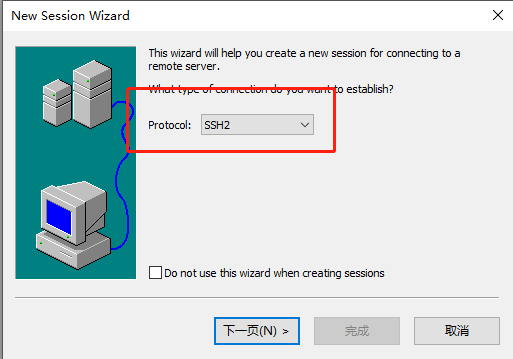 New Session Wizard
This wizard will help you create a new session for connecting to a
remote server.
What type of connection do you want to establish?
Protocol: SSH2
Do not use this wizard when creating sessions
下一页(N) > 完成 取消